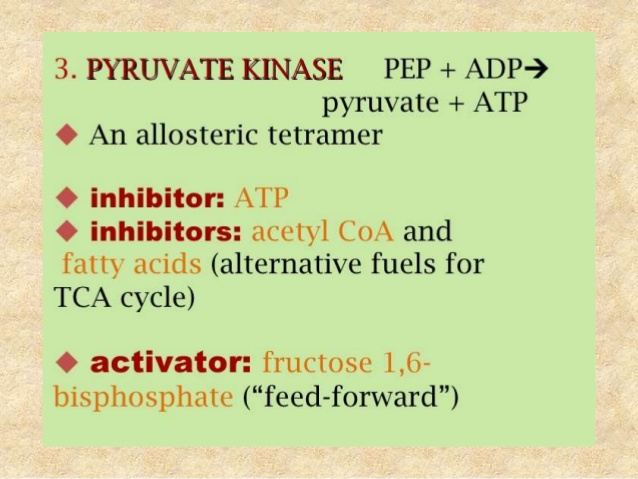 3. PYRUVATE KINASE PEP + ADP→
pyruvate + ATP
◆ An allosteric tetramer
◆ inhibitor: ATP
◆ inhibitors: acetyl CoA and
fatty acids (alternative fuels for
TCA cycle)
◆ activator: fructose 1,6-
bisphosphate (“feed-forward”)